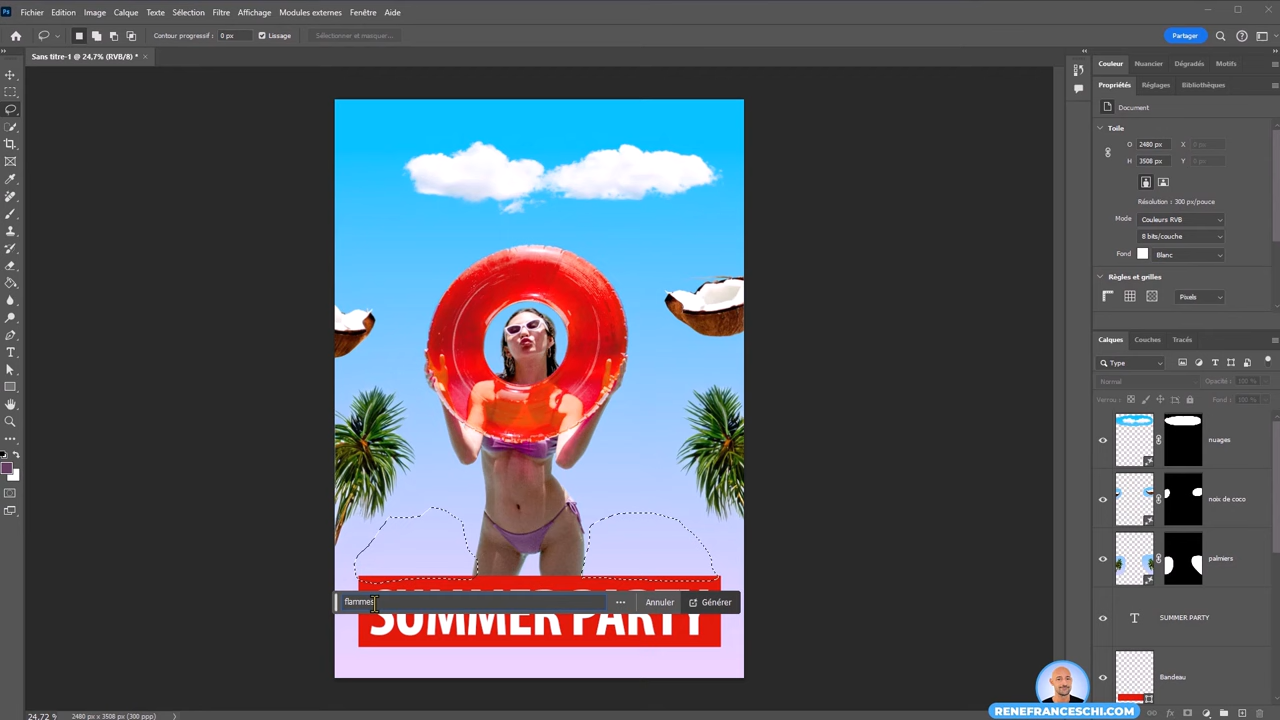 Ps Fichier Edition Image Calque Texte Sélection Filtre Affichage Modules externes Fenêtre Aide
Contour progressif : 0 px Lissage Sélectionner et masquer... Partager
Sans titre-1 @ 24,7% (RVB/8) *
Couleur Nuancier Dégradés Motifs
Propriétés Réglages Bibliothèques
Document
Toile
O 2480 px X 0 px
H 3508 px Y 0 px
Résolution : 300 px/pouce
Mode Couleurs RVB
8 bits/couche
Fond Blanc
Règles et grilles
Pixels
Calques Couches Tracés
Type
Normal Opacité : 100 %
Verrou : Fond : 100 %
nuages
noix de coco
palmiers
T SUMMER PARTY
Bandeau
flammes ... Annuler Générer
SUMMER PARTY
24,72 % 2480 px x 3508 px (300 ppp)
RENEFRANCESCHI.COM